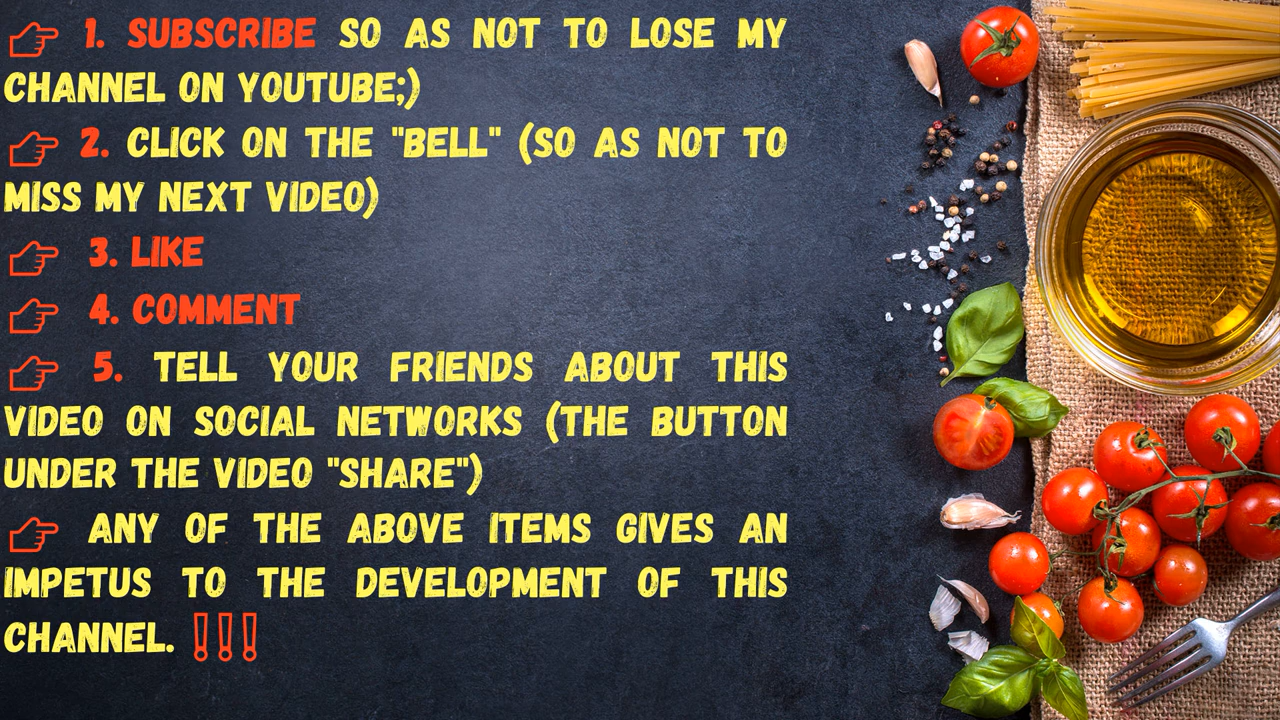 👉 1. SUBSCRIBE SO AS NOT TO LOSE MY
CHANNEL ON YOUTUBE;)
👉 2. CLICK ON THE "BELL" (SO AS NOT TO
MISS MY NEXT VIDEO)
👉 3. LIKE
👉 4. COMMENT
👉 5. TELL YOUR FRIENDS ABOUT THIS
VIDEO ON SOCIAL NETWORKS (THE BUTTON
UNDER THE VIDEO "SHARE")
👉 ANY OF THE ABOVE ITEMS GIVES AN
IMPETUS TO THE DEVELOPMENT OF THIS
CHANNEL. !!!